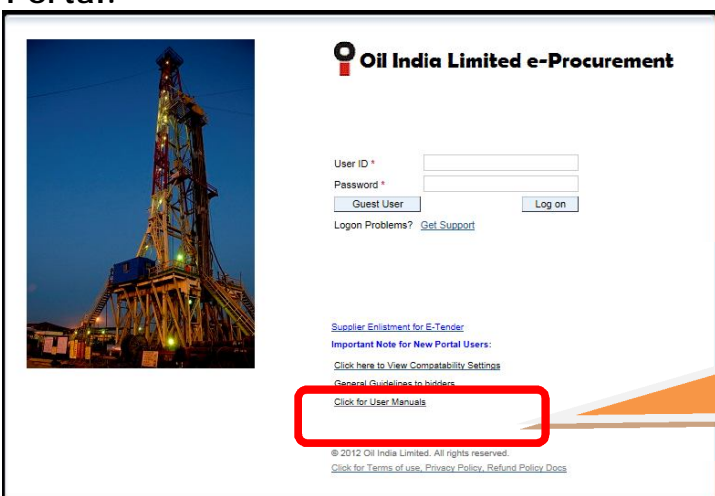 Portal.
Oil India Limited e-Procurement
User ID *
Password *
Guest User Log on
Logon Problems? Get Support
Supplier Enlistment for E-Tender
Important Note for New Portal Users:
Click here to View Compatability Settings
General Guidelines to bidders
Click for User Manuals
© 2012 Oil India Limited. All rights reserved.
Click for Terms of use, Privacy Policy, Refund Policy Docs